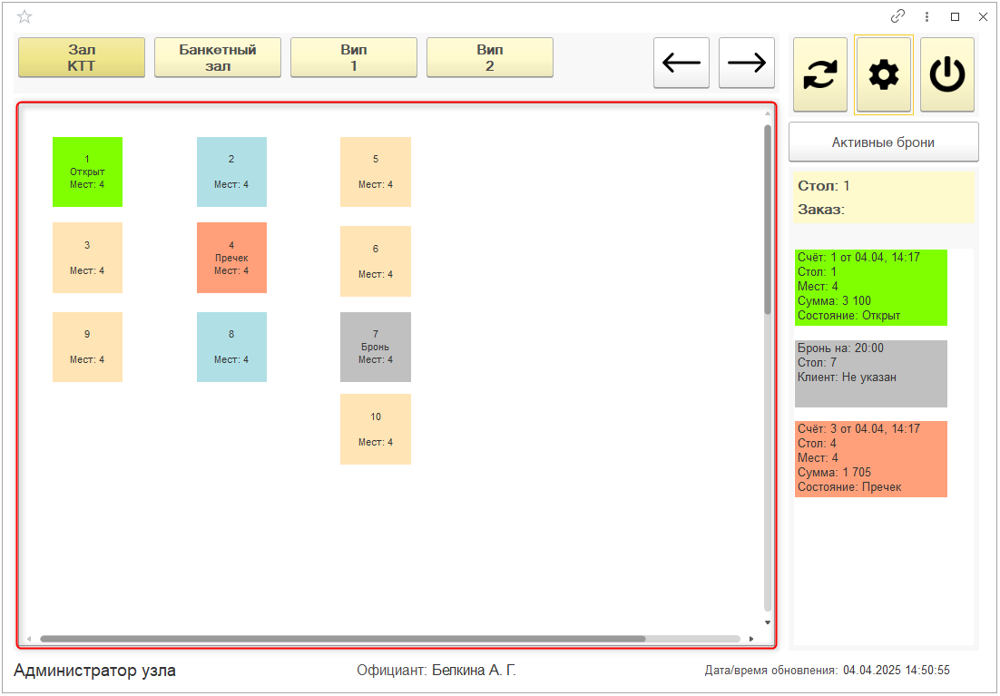 Зал
КТТ
Банкетный
зал
Вип
1
Вип
2
Активные брони
Стол: 1
Заказ:
1
Открыт
Мест: 4
2
Мест: 4
5
Мест: 4
3
Мест: 4
4
Пречек
Мест: 4
6
Мест: 4
9
Мест: 4
8
Мест: 4
7
Бронь
Мест: 4
10
Мест: 4
Счёт: 1 от 04.04, 14:17
Стол: 1
Мест: 4
Сумма: 3 100
Состояние: Открыт
Бронь на: 20:00
Стол: 7
Клиент: Не указан
Счёт: 3 от 04.04, 14:17
Стол: 4
Мест: 4
Сумма: 1 705
Состояние: Пречек
Администратор узла
Официант: Белкина А. Г.
Дата/время обновления: 04.04.2025 14:50:55